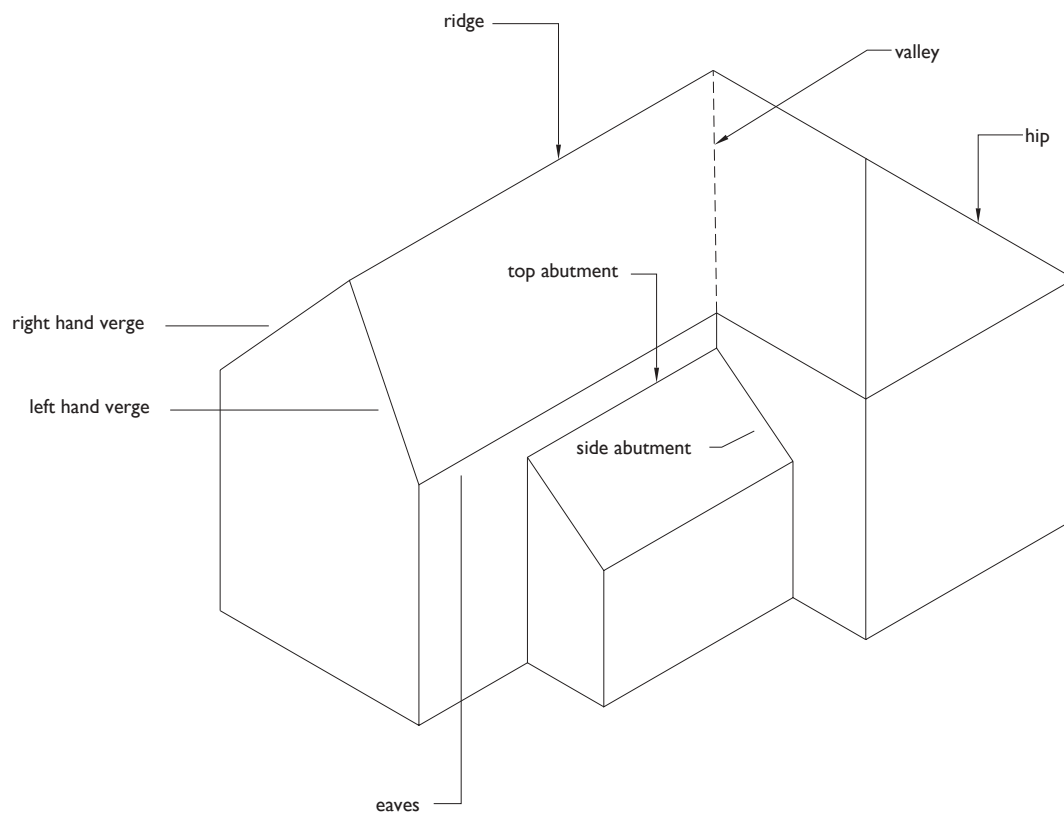 ridge
valley
hip
top abutment
right hand verge
left hand verge
side abutment
eaves